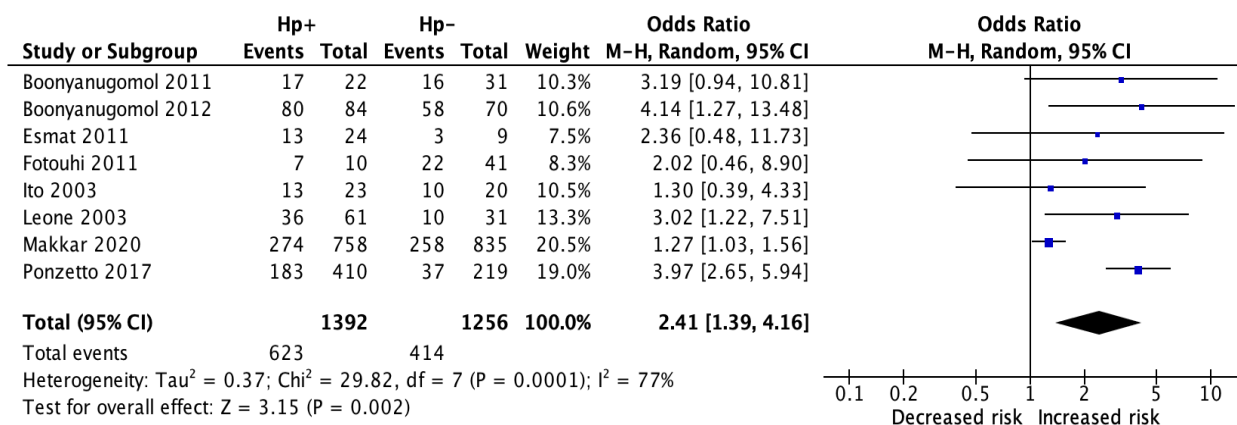 Hp+ Hp− Odds Ratio Odds Ratio
Study or Subgroup Events Total Events Total Weight M−H, Random, 95% CI M−H, Random, 95% CI
Boonyanugomol 2011 17 22 16 31 10.3% 3.19 [0.94, 10.81]
Boonyanugomol 2012 80 84 58 70 10.6% 4.14 [1.27, 13.48]
Esmat 2011 13 24 3 9 7.5% 2.36 [0.48, 11.73]
Fotouhi 2011 7 10 22 41 8.3% 2.02 [0.46, 8.90]
Ito 2003 13 23 10 20 10.5% 1.30 [0.39, 4.33]
Leone 2003 36 61 10 31 13.3% 3.02 [1.22, 7.51]
Makkar 2020 274 758 258 835 20.5% 1.27 [1.03, 1.56]
Ponzetto 2017 183 410 37 219 19.0% 3.97 [2.65, 5.94]
Total (95% CI) 1392 1256 100.0% 2.41 [1.39, 4.16]
Total events 623 414
Heterogeneity: Tau² = 0.37; Chi² = 29.82, df = 7 (P = 0.0001); I² = 77%
Test for overall effect: Z = 3.15 (P = 0.002)
0.1 0.2 0.5 1 2 5 10
Decreased risk Increased risk